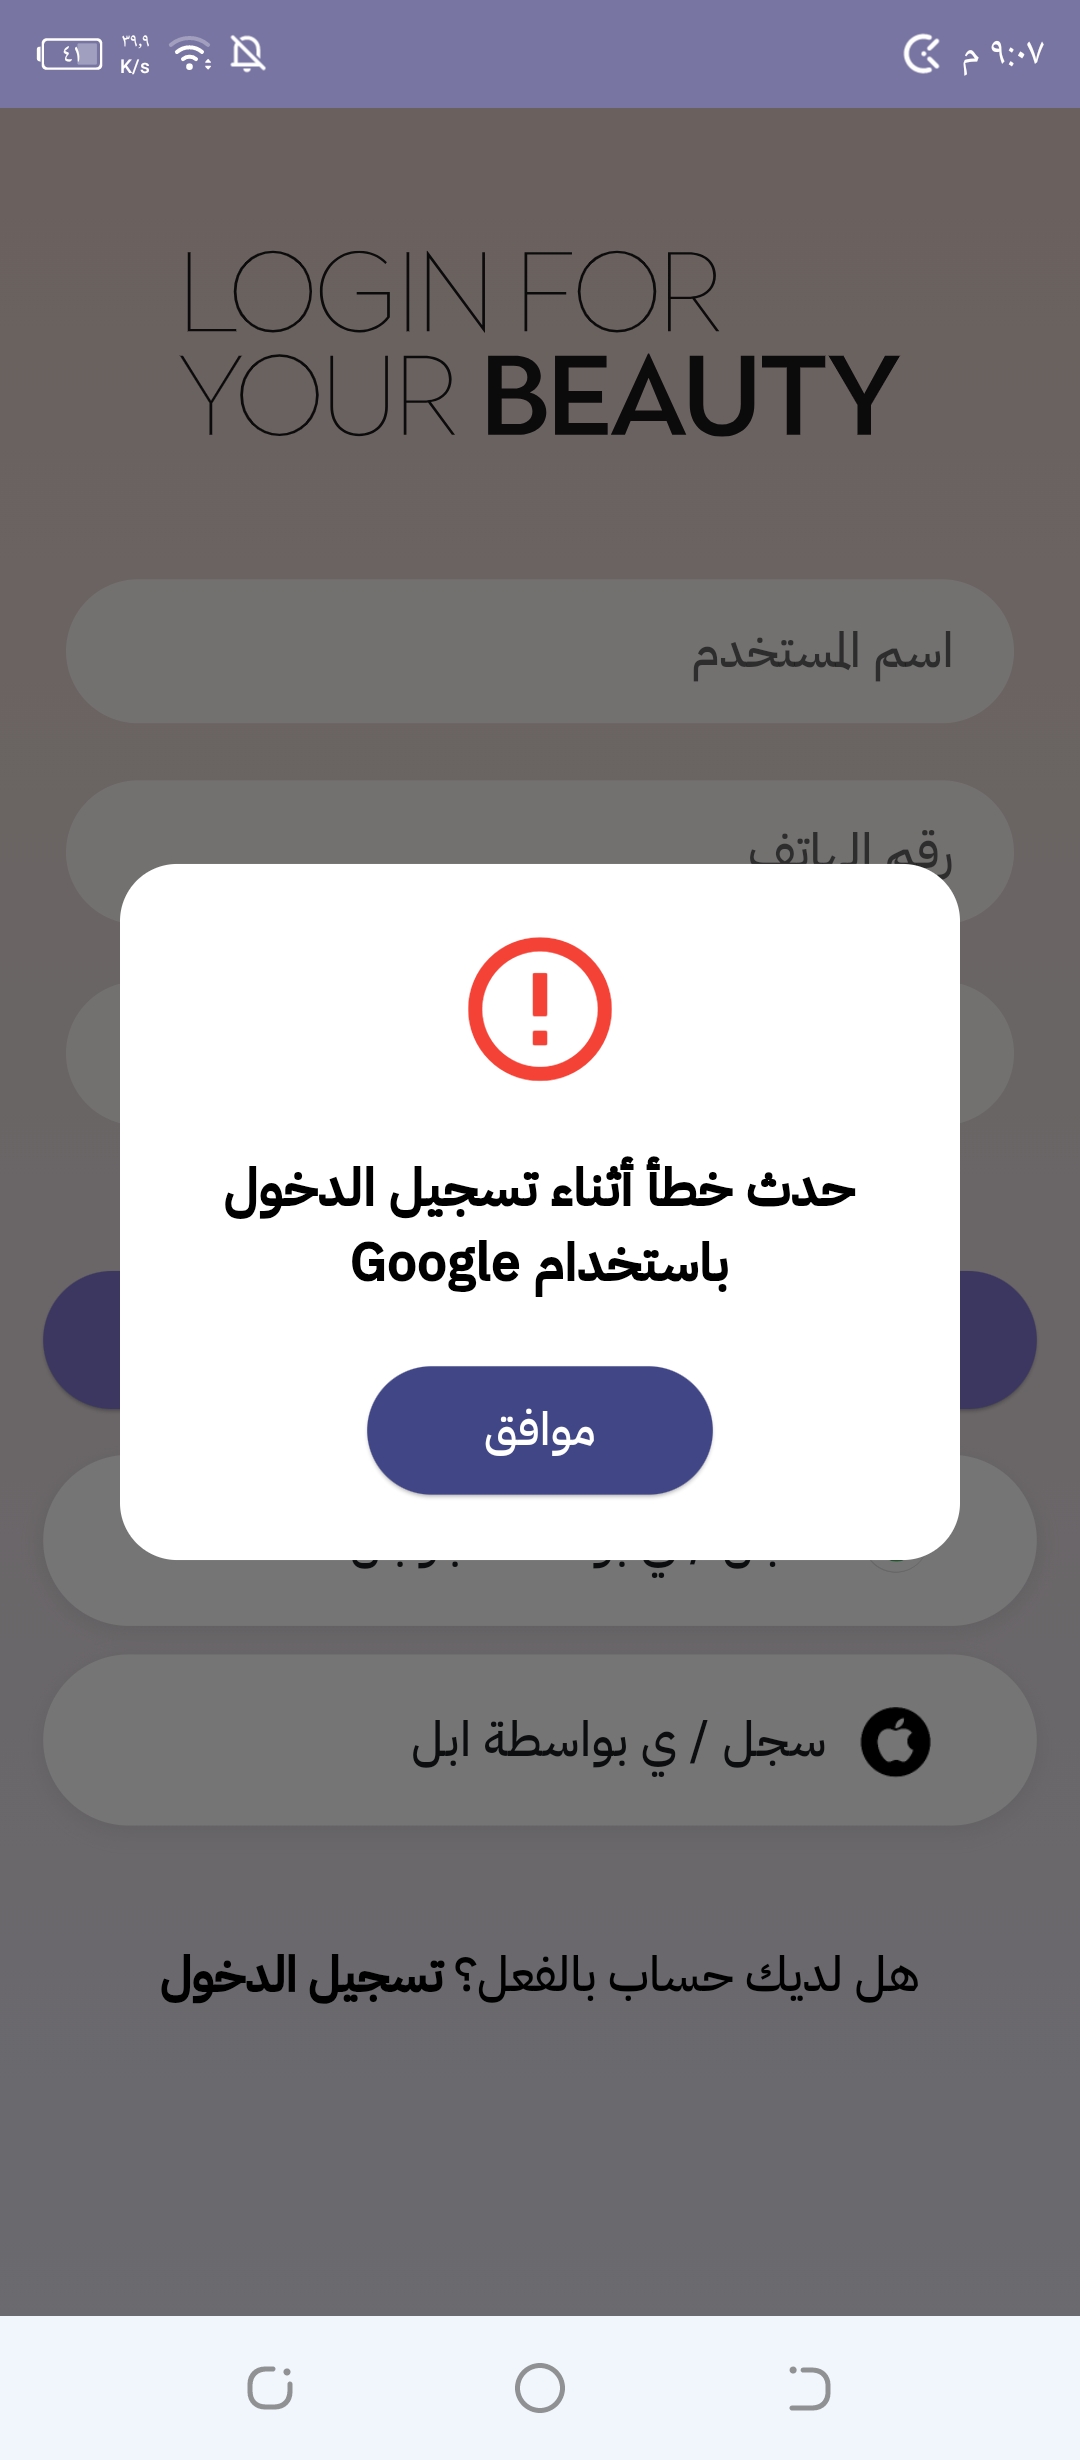 ٩:٠٧ م
٣٩,٩
K/s
٤١
LOGIN FOR
YOUR BEAUTY
اسم المستخدم
رقم الهاتف
حدث خطأ أثناء تسجيل الدخول
باستخدام Google
موافق
سجل / ي بواسطة ابل
هل لديك حساب بالفعل؟ تسجيل الدخول